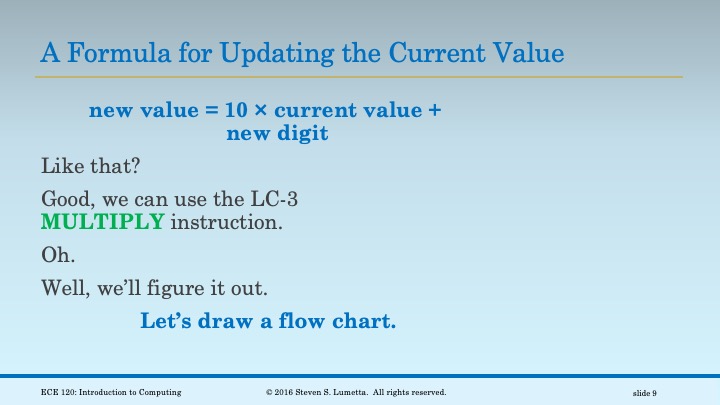 A Formula for Updating the Current Value
new value = 10 × current value +
new digit
Like that?
Good, we can use the LC-3
MULTIPLY instruction.
Oh.
Well, we’ll figure it out.
Let’s draw a flow chart.
ECE 120: Introduction to Computing © 2016 Steven S. Lumetta. All rights reserved. slide 9